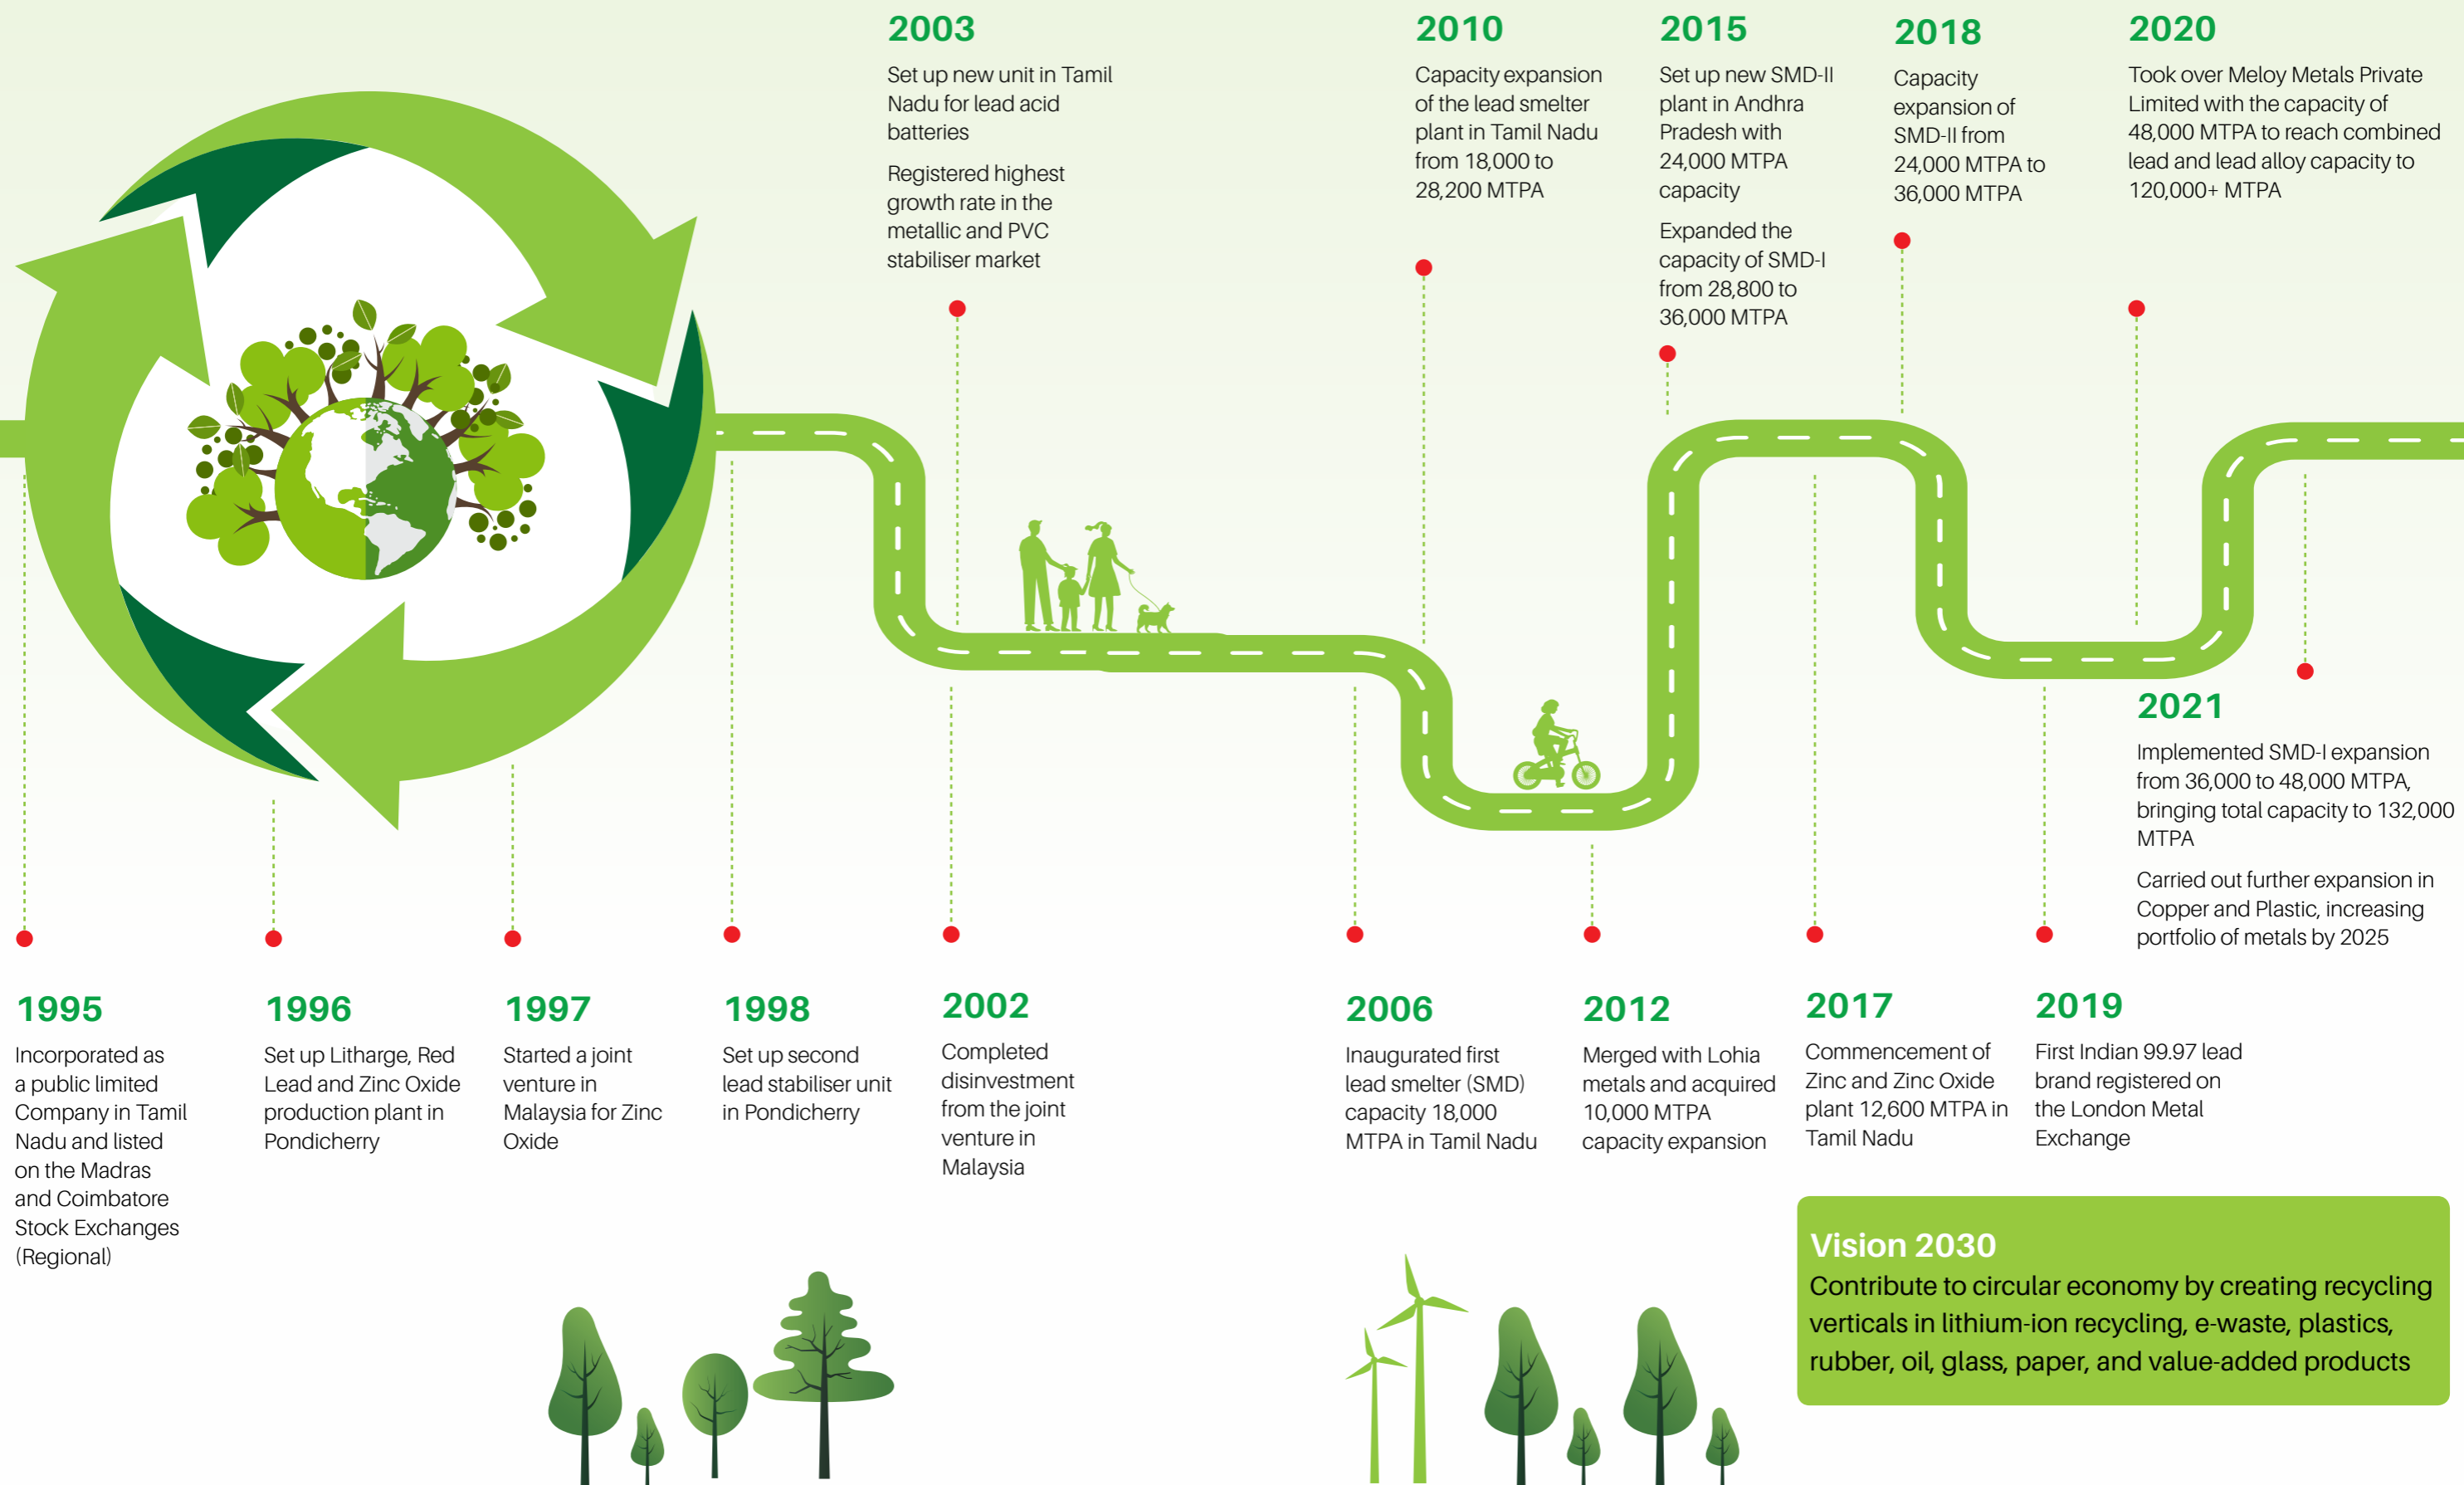 2003
Set up new unit in Tamil
Nadu for lead acid
batteries
Registered highest
growth rate in the
metallic and PVC
stabiliser market
2010
Capacity expansion
of the lead smelter
plant in Tamil Nadu
from 18,000 to
28,200 MTPA
2015
Set up new SMD-II
plant in Andhra
Pradesh with
24,000 MTPA
capacity
Expanded the
capacity of SMD-I
from 28,800 to
36,000 MTPA
2018
Capacity
expansion of
SMD-II from
24,000 MTPA to
36,000 MTPA
2020
Took over Meloy Metals Private
Limited with the capacity of
48,000 MTPA to reach combined
lead and lead alloy capacity to
120,000+ MTPA
2021
Implemented SMD-I expansion
from 36,000 to 48,000 MTPA,
bringing total capacity to 132,000
MTPA
Carried out further expansion in
Copper and Plastic, increasing
portfolio of metals by 2025
1995
Incorporated as
a public limited
Company in Tamil
Nadu and listed
on the Madras
and Coimbatore
Stock Exchanges
(Regional)
1996
Set up Litharge, Red
Lead and Zinc Oxide
production plant in
Pondicherry
1997
Started a joint
venture in
Malaysia for Zinc
Oxide
1998
Set up second
lead stabiliser unit
in Pondicherry
2002
Completed
disinvestment
from the joint
venture in
Malaysia
2006
Inaugurated first
lead smelter (SMD)
capacity 18,000
MTPA in Tamil Nadu
2012
Merged with Lohia
metals and acquired
10,000 MTPA
capacity expansion
2017
Commencement of
Zinc and Zinc Oxide
plant 12,600 MTPA in
Tamil Nadu
2019
First Indian 99.97 lead
brand registered on
the London Metal
Exchange
Vision 2030
Contribute to circular economy by creating recycling
verticals in lithium-ion recycling, e-waste, plastics,
rubber, oil, glass, paper, and value-added products